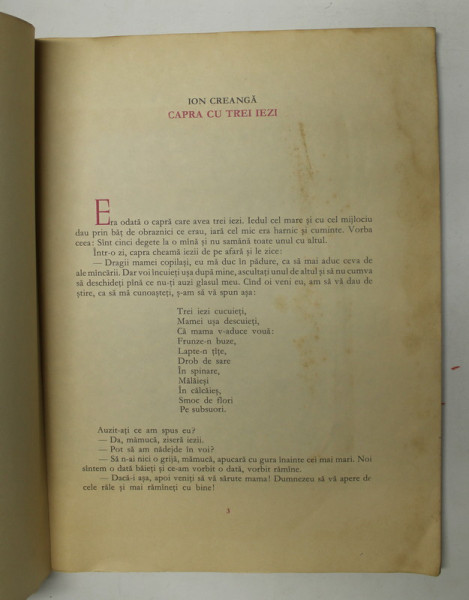 ION CREANGĂ
CAPRA CU TREI IEZI
Era odată o capră care avea trei iezi. Iedul cel mare și cu cel mijlociu
dau prin băț de obraznici ce erau, iară cel mic era harnic și cuminte. Vorba
ceea: Sînt cinci degete la o mînă și nu samănă toate unul cu altul.
Într-o zi, capra cheamă iezii de pe afară și le zice:
— Dragii mamei copilași, eu mă duc în pădure, ca să mai aduc ceva de
ale mîncării. Dar voi încuieți ușa după mine, ascultați unul de altul și să nu cumva
să deschideți pînă ce nu-ți auzi glasul meu. Cînd oi veni eu, am să vă dau de
știre, ca să mă cunoașteți, ș-am să vă spun așa:
Trei iezi cucuieți,
Mamei ușa descuieți,
Că mama v-aduce vouă:
Frunze-n buze,
Lapte-n țîțe,
Drob de sare
În spinare,
Mălăieși
În călcăieș,
Smoc de flori
Pe subsuori.
Auzit-ați ce am spus eu?
— Da, mămucă, ziseră iezii.
— Pot să am nădejde în voi?
— Să n-ai nici o grijă, mămucă, apucară cu gura înainte cei mai mari. Noi
sîntem o dată băieți și ce-am vorbit o dată, vorbit rămîne.
— Dacă-i așa, apoi veniți să vă sărute mama! Dumnezeu să vă apere de
cele răle și mai rămîneți cu bine!
3